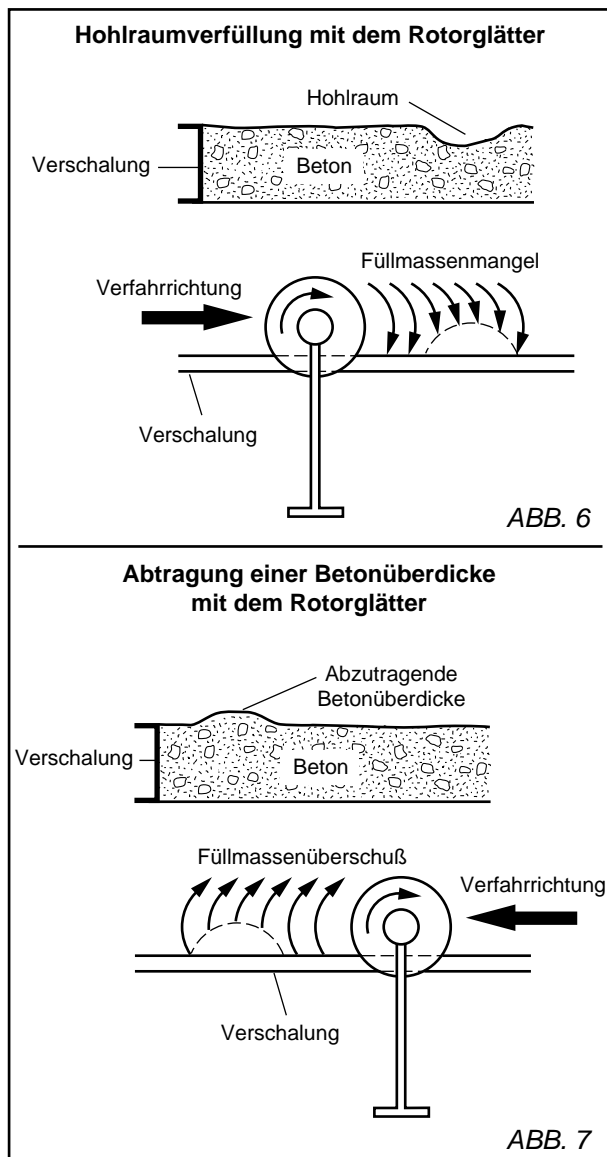 Hohlraumverfüllung mit dem Rotorglätter
Hohlraum
Verschalung
Beton
Füllmassenmangel
Verfahrrichtung
Verschalung
ABB. 6
Abtragung einer Betonüberdicke
mit dem Rotorglätter
Abzutragende
Betonüberdicke
Verschalung
Beton
Füllmassenüberschuß
Verfahrrichtung
Verschalung
ABB. 7